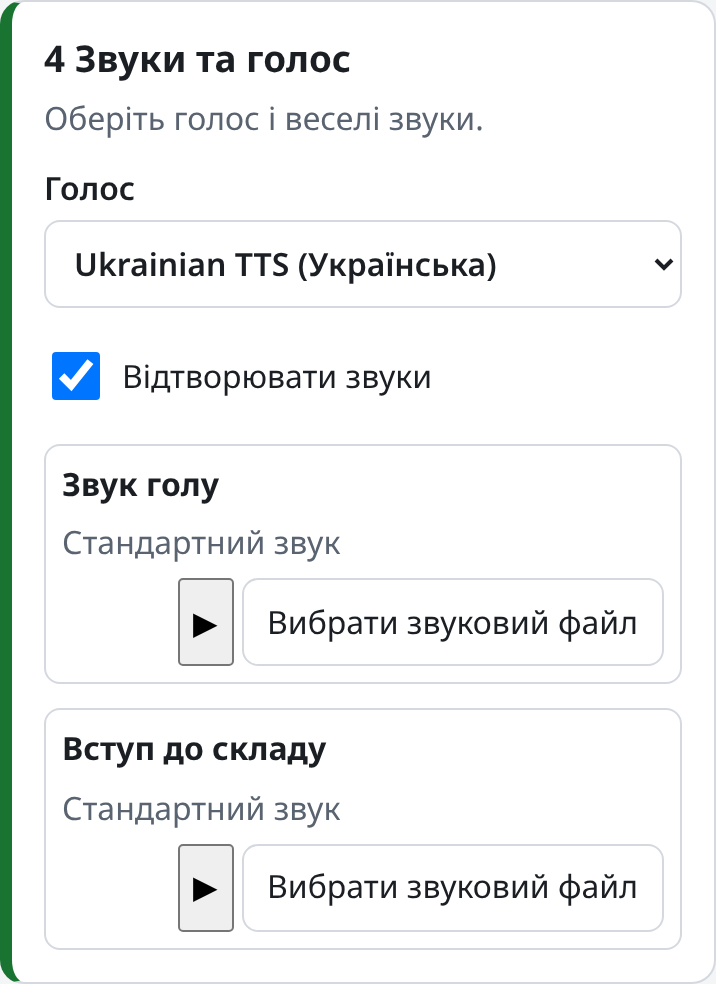 4 Звуки та голос
Оберіть голос і веселі звуки.
Голос
Ukrainian TTS (Українська)
Відтворювати звуки
Звук голу
Стандартний звук
▶ Вибрати звуковий файл
Вступ до складу
Стандартний звук
▶ Вибрати звуковий файл